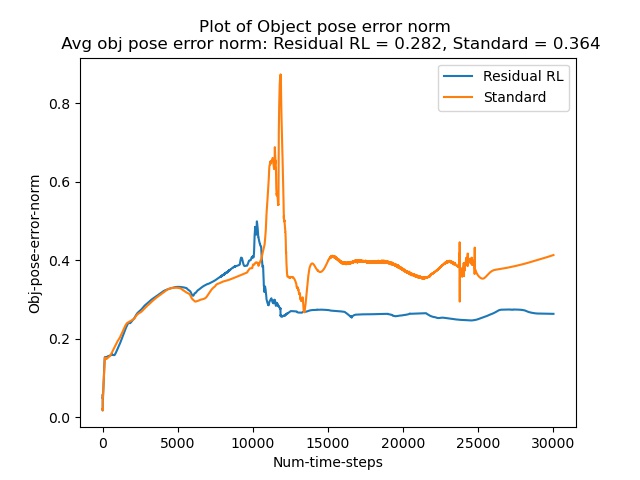 Plot of Object pose error norm
Avg obj pose error norm: Residual RL = 0.282, Standard = 0.364
Residual RL
Standard
0.8
0.6
0.4
0.2
0.0
Obj-pose-error-norm
0 5000 10000 15000 20000 25000 30000
Num-time-steps